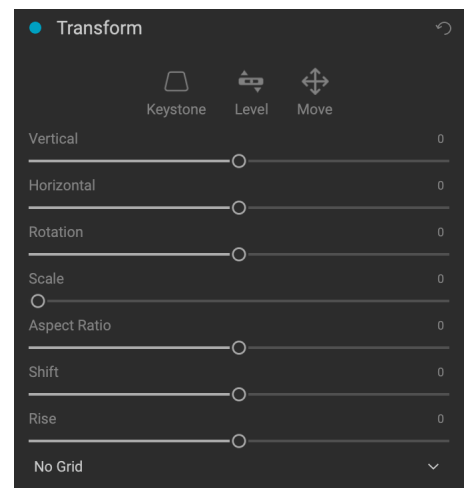 Transform
Keystone Level Move
Vertical 0
Horizontal 0
Rotation 0
Scale 0
Aspect Ratio 0
Shift 0
Rise 0
No Grid